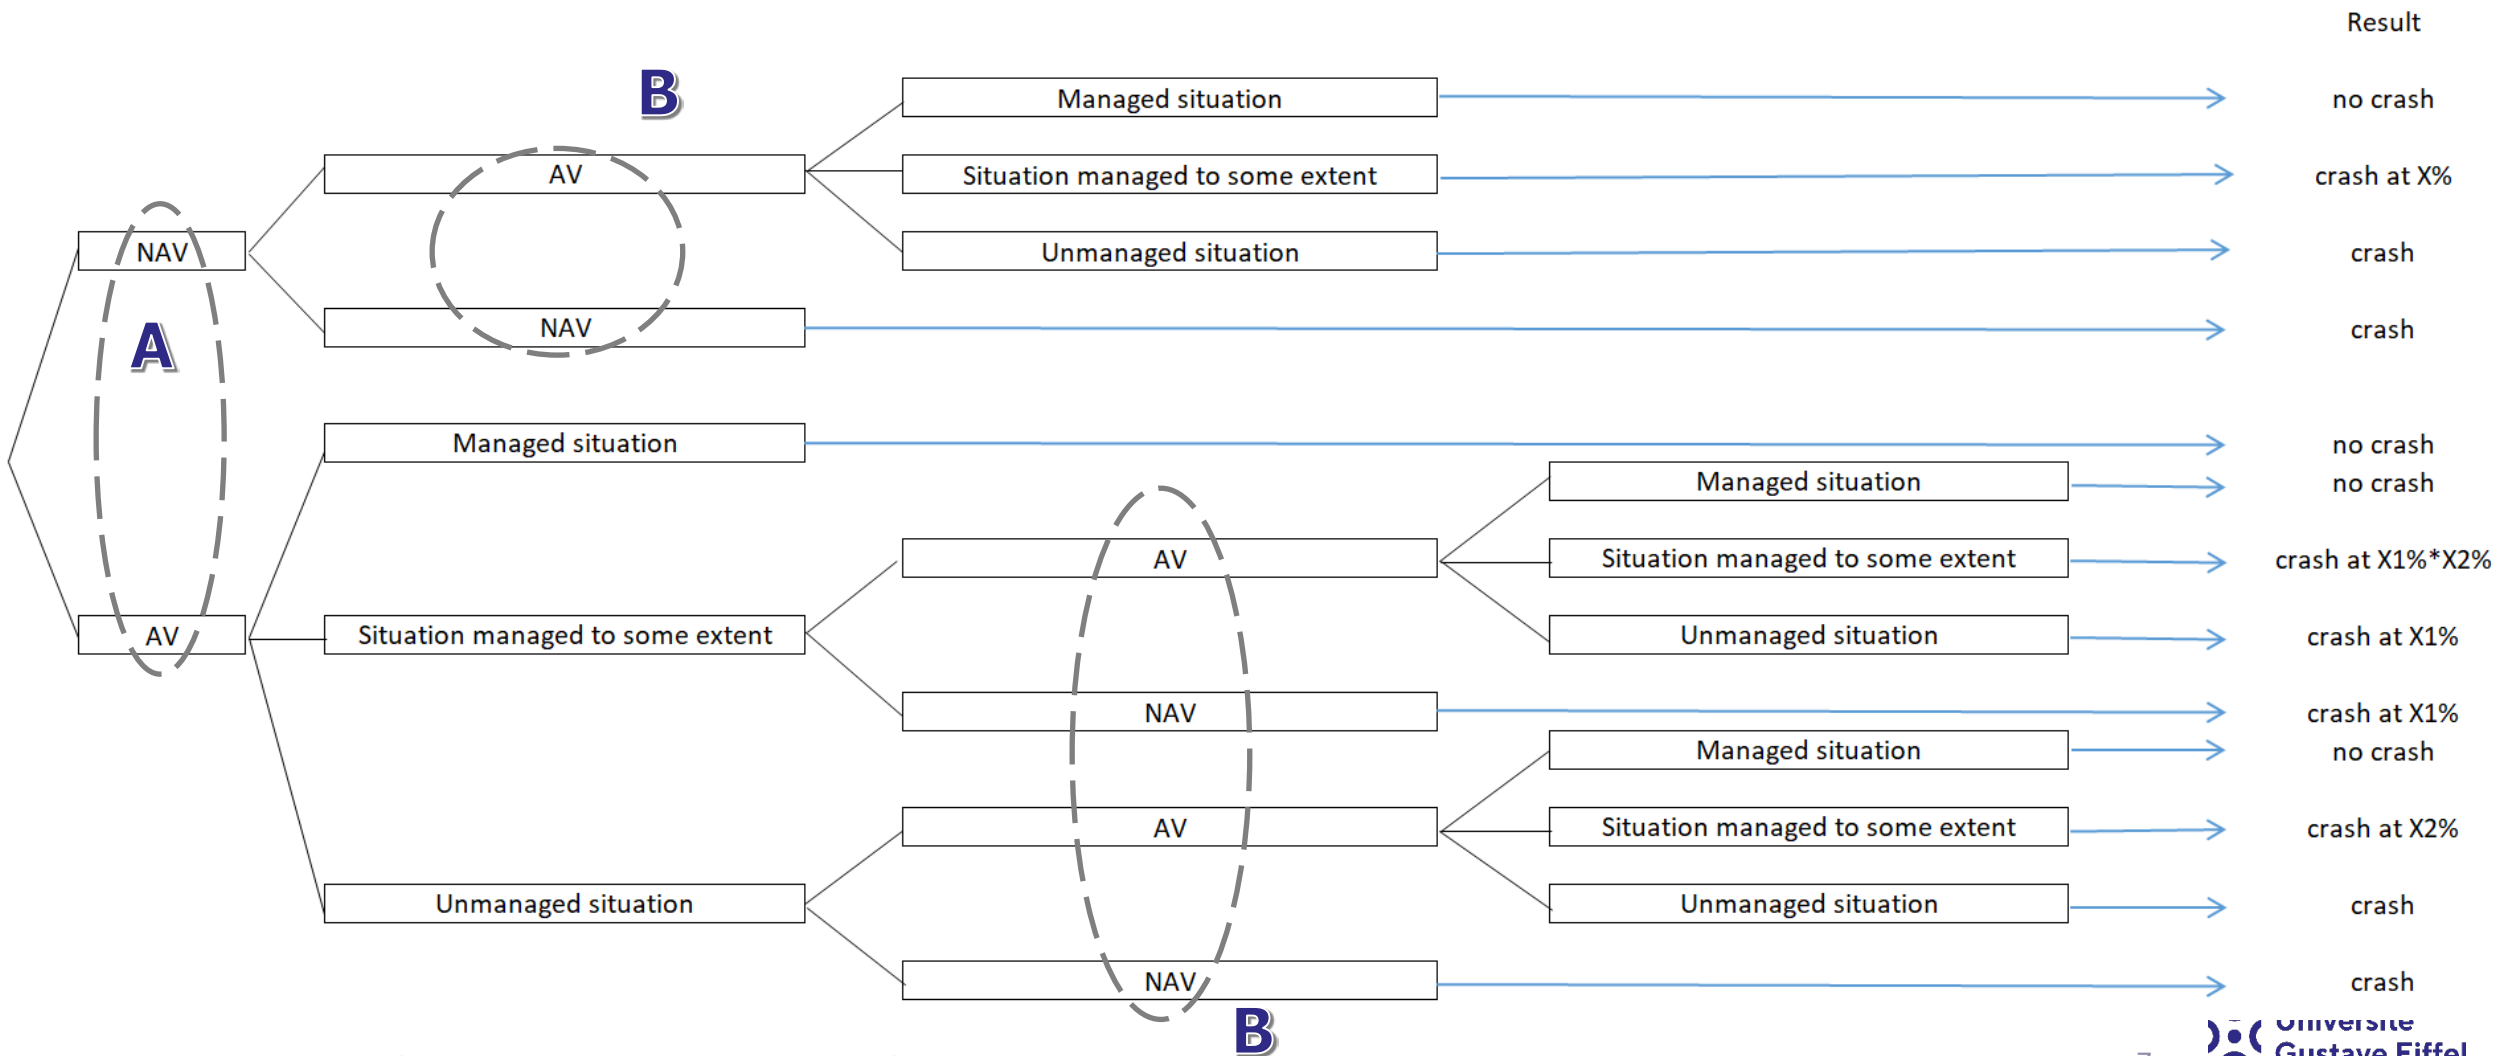 Result
B
Managed situation
no crash
AV
Situation managed to some extent
crash at X%
NAV
Unmanaged situation
crash
NAV
crash
A
Managed situation
no crash
Managed situation
no crash
AV
Situation managed to some extent
crash at X1%*X2%
AV
Situation managed to some extent
Unmanaged situation
crash at X1%
NAV
crash at X1%
Managed situation
no crash
AV
Situation managed to some extent
crash at X2%
Unmanaged situation
Unmanaged situation
crash
NAV
crash
B
Université
Gustave Eiffel